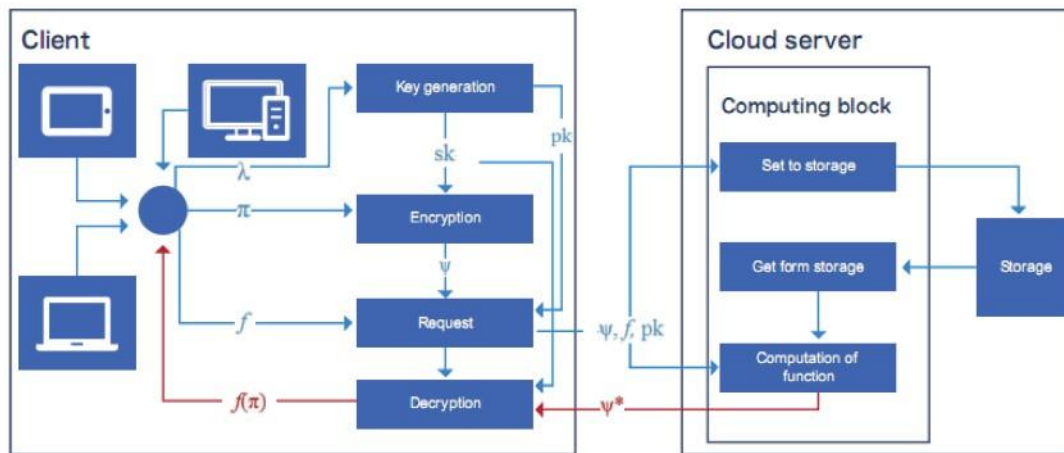 Client
Cloud server
Key generation
Computing block
pk
sk
Set to storage
λ
π
Encryption
ψ
Get form storage
Storage
f
Request
ψ, f, pk
Computation of
function
f(π)
Decryption
ψ*